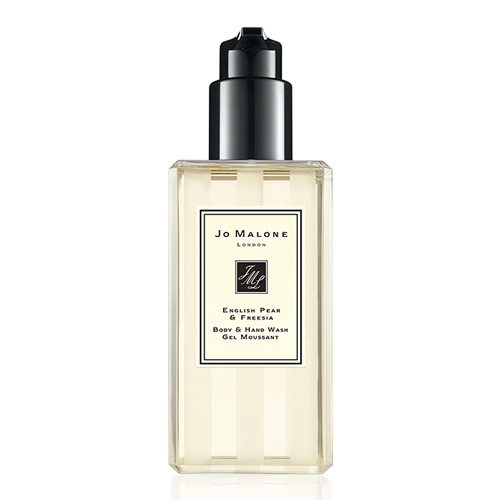 Jo Malone
London
JML
English Pear
& Freesia
Body & Hand Wash
Gel Moussant